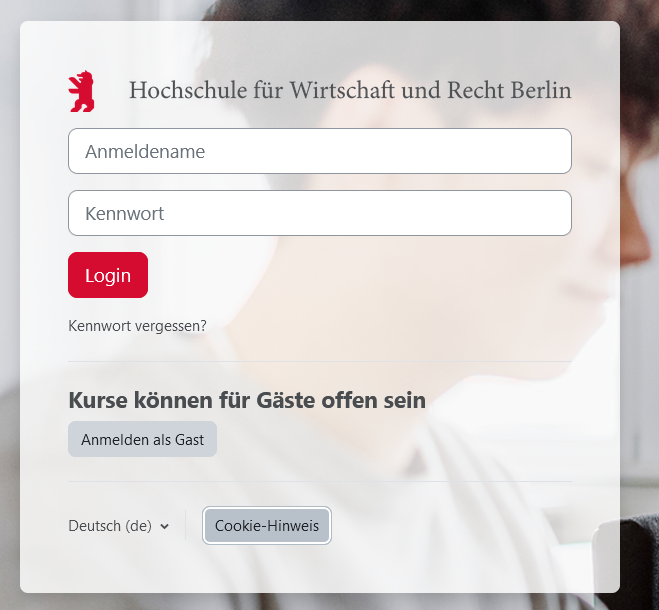 Hochschule für Wirtschaft und Recht Berlin
Anmeldename
Kennwort
Login
Kennwort vergessen?
Kurse können für Gäste offen sein
Anmelden als Gast
Deutsch (de)
Cookie-Hinweis